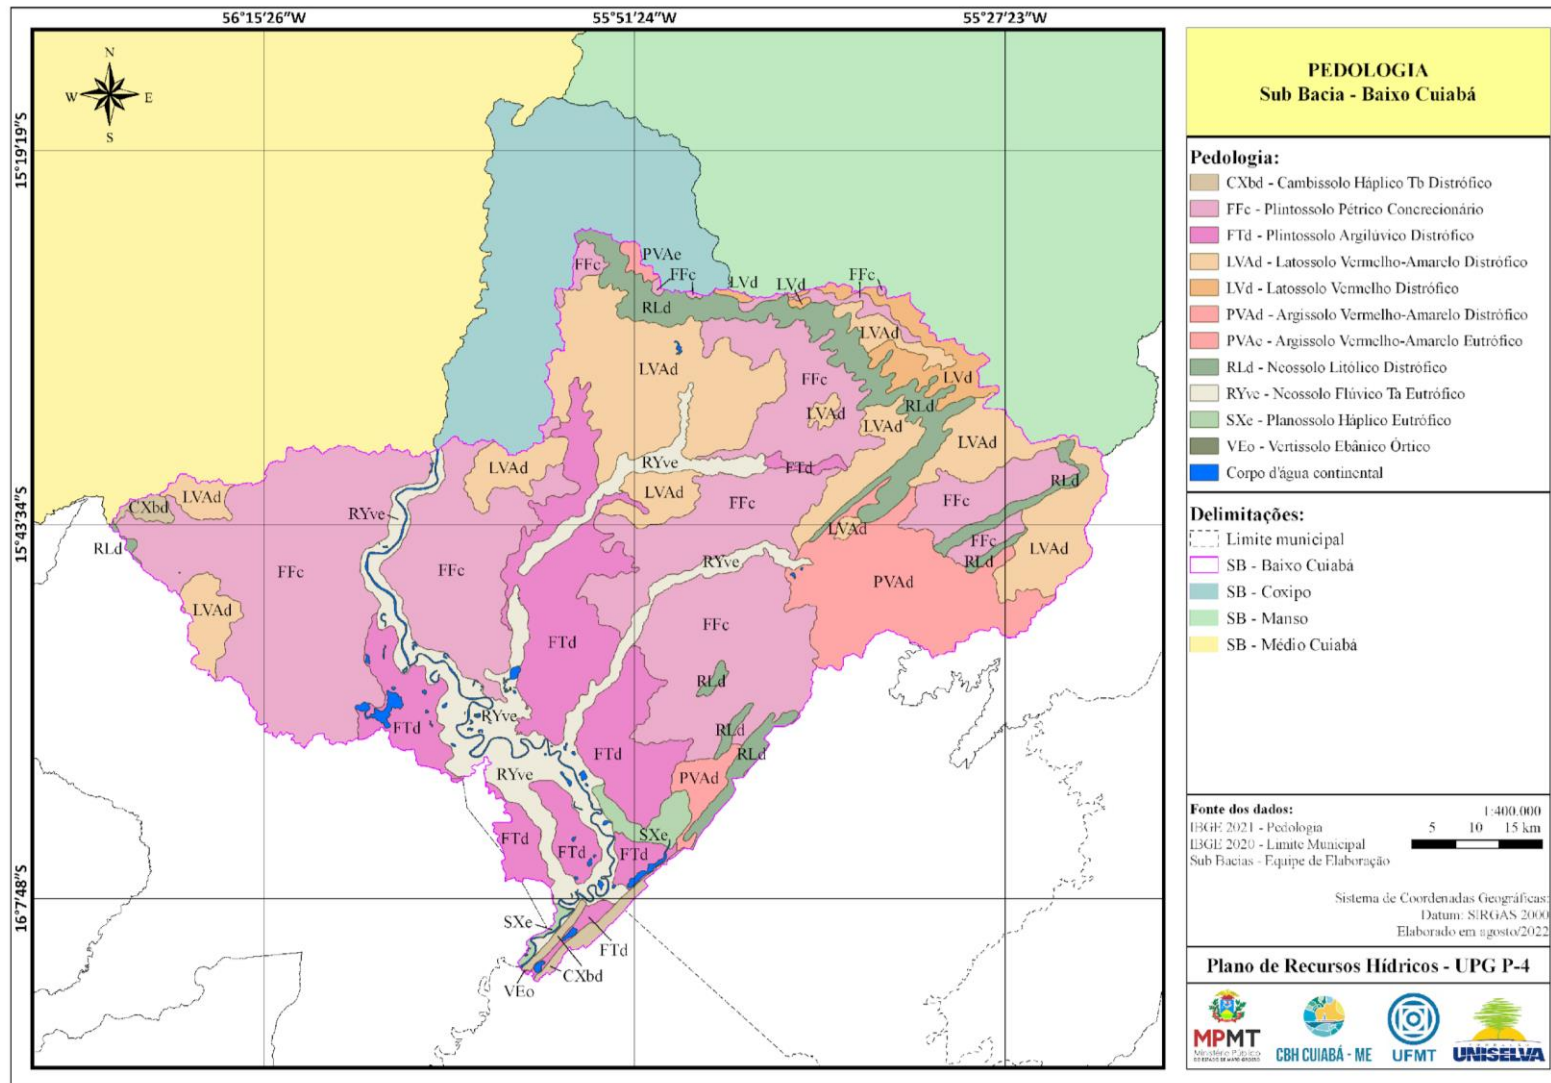 56°15'26"W
55°51'24"W
55°27'23"W
15°19'19"S
15°43'34"S
16°7'48"S
N
W
E
S
PVAe
FFc
FFc
LVd
LVd
FFc
RLd
LVAd
LVAd
FFc
LVd
LVAd
RLd
LVAd
LVAd
LVAd
RYve
FTd
RLd
LVAd
CXbd
LVAd
FFc
FFc
RYve
LVAd
FFc
RLd
RLd
LVAd
FFc
FFc
RYve
PVAd
LVAd
FFc
FTd
RLd
RYve
FTd
RLd
RLd
FTd
RYve
PVAd
SXe
FTd
FTd
FTd
SXe
FTd
CXbd
VEo
PEDOLOGIA
Sub Bacia - Baixo Cuiabá
Pedologia:
CXbd - Cambissolo Háplico Tb Distrófico
FFc - Plintossolo Pétrico Concrecionário
FTd - Plintossolo Argilúvico Distrófico
LVAd - Latossolo Vermelho-Amarelo Distrófico
LVd - Latossolo Vermelho Distrófico
PVAd - Argissolo Vermelho-Amarelo Distrófico
PVAe - Argissolo Vermelho-Amarelo Eutrófico
RLd - Neossolo Litólico Distrófico
RYve - Neossolo Flúvico Ta Eutrófico
SXe - Planossolo Háplico Eutrófico
VEo - Vertissolo Ebânico Órtico
Corpo d'água continental
Delimitações:
Limite municipal
SB - Baixo Cuiabá
SB - Coxipo
SB - Manso
SB - Médio Cuiabá
Fonte dos dados:
IBGE 2021 - Pedologia
IBGE 2020 - Limite Municipal
Sub Bacias - Equipe de Elaboração
1:400.000
5 10 15 km
Sistema de Coordenadas Geográficas:
Datum: SIRGAS 2000
Elaborado em agosto/2022
Plano de Recursos Hídricos - UPG P-4
MPMT
Ministério Público
DO ESTADO DE MATO GROSSO
CBH CUIABÁ - ME
UFMT
UNISELVA